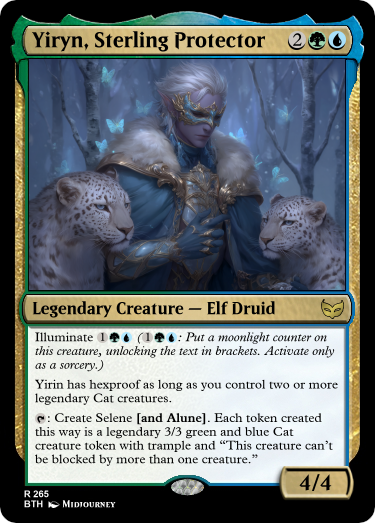 Yiryn, Sterling Protector 2
Legendary Creature — Elf Druid
Illuminate 1 (1 : Put a moonlight counter on
this creature, unlocking the text in brackets. Activate only
as a sorcery.)
Yirin has hexproof as long as you control two or more
legendary Cat creatures.
: Create Selene [and Alune]. Each token created
this way is a legendary 3/3 green and blue Cat
creature token with trample and “This creature can’t
be blocked by more than one creature.”
4/4
R 265
BTH Midjourney